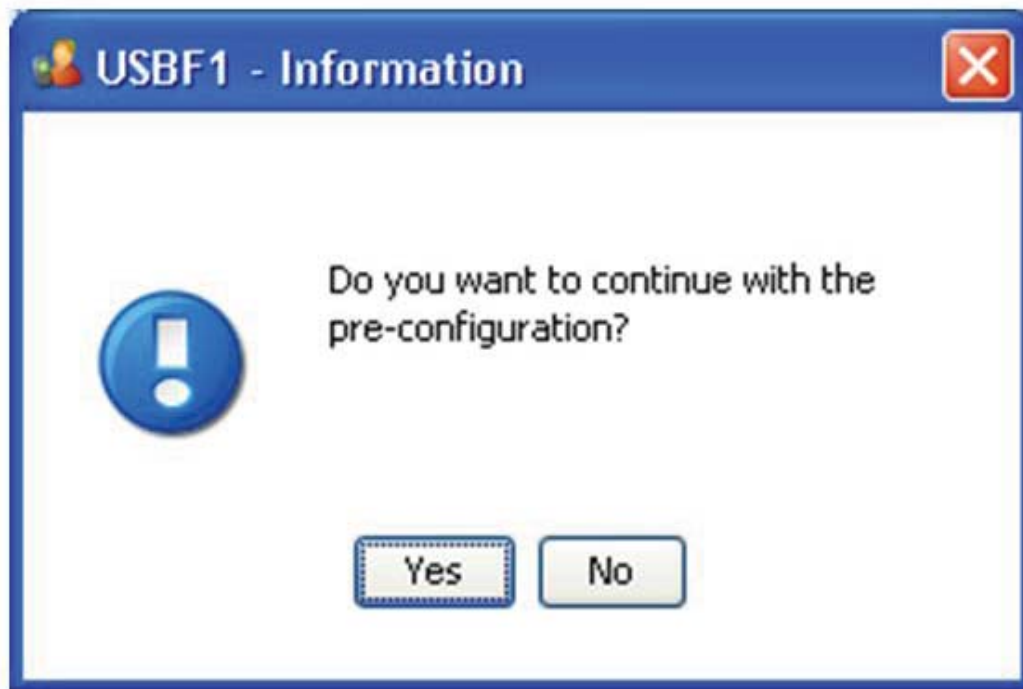 USBF1 - Information
Do you want to continue with the
pre-configuration?
Yes No